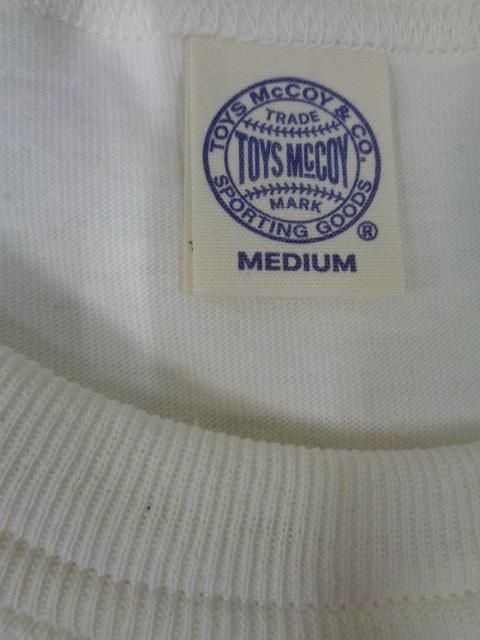 TOYS McCOY & CO.
TRADE
TOYS McCOY
MARK
SPORTING GOODS
®
MEDIUM